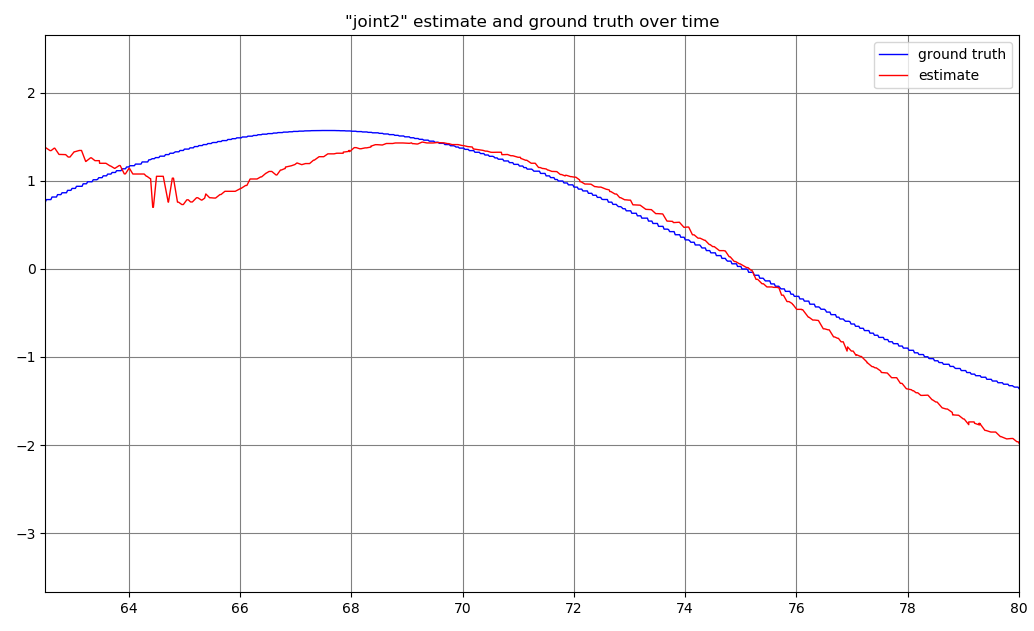 "joint2" estimate and ground truth over time
ground truth
estimate
2
1
0
−1
−2
−3
64 66 68 70 72 74 76 78 80